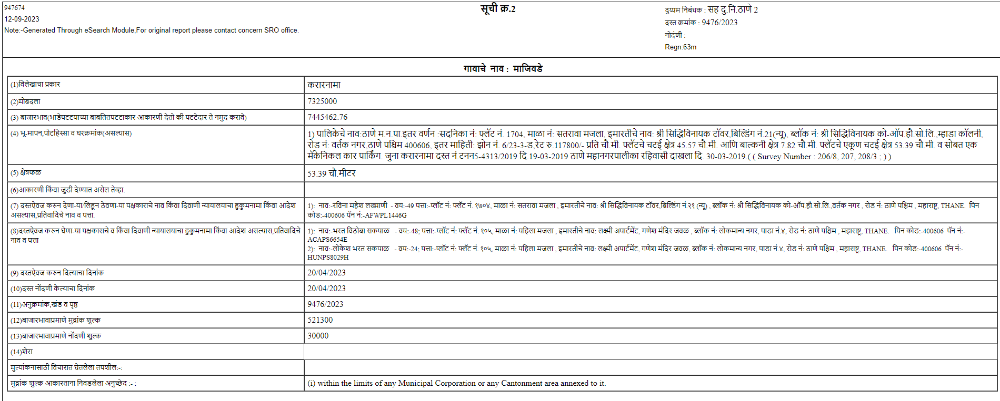 947674
12-09-2023
Note:-Generated Through eSearch Module,For original report please contact concern SRO office.
सूची क्र.2
दुय्यम निबंधक : सह दु.नि.ठाणे 2
दस्त क्रमांक : 9476/2023
नोदंणी :
Regn:63m
गावाचे नाव : माजिवडे
(1)विलेखाचा प्रकार
करारनामा
(2)मोबदला
7325000
(3) बाजारभाव(भाडेपटटयाच्या बाबतितपटटाकार आकारणी देतो की पटटेदार ते नमुद करावे)
7445462.76
(4) भू-मापन,पोटहिस्सा व घरक्रमांक(असल्यास)
1) पालिकेचे नाव:ठाणे म.न.पा.इतर वर्णन :सदनिका नं: फ्लॅट नं. 1704, माळा नं: सतरावा मजला, इमारतीचे नाव: श्री सिद्धिविनायक टॉवर,बिल्डिंग नं.21(न्यू), ब्लॉक नं: श्री सिद्धिविनायक को-ऑप.हौ.सो.लि.,म्हाडा कॉलनी,
रोड नं: वर्तक नगर,ठाणे पश्चिम 400606, इतर माहिती: झोन नं. 6/23-3-ड,रेट रु.117800/- प्रति चौ.मी. फ्लॅटचे चटई क्षेत्र 45.57 चौ.मी. आणि बाल्कनी क्षेत्र 7.82 चौ.मी. फ्लॅटचे एकूण चटई क्षेत्र 53.39 चौ.मी. व सोबत एक
मॅकेनिकल कार पार्किंग. जुना करारनामा दस्त नं.टनन5-4313/2019 दि.19-03-2019 ठाणे महानगरपालीका रहिवासी दाखला दि. 30-03-2019.( ( Survey Number : 206/8, 207, 208/3 ; ) )
(5) क्षेत्रफळ
53.39 चौ.मीटर
(6)आकारणी किंवा जुडी देण्यात असेल तेव्हा.
(7) दस्तऐवज करुन देणा-या/लिहून ठेवणा-या पक्षकाराचे नाव किंवा दिवाणी न्यायालयाचा हुकुमनामा किंवा आदेश
असल्यास,प्रतिवादिचे नाव व पत्ता.
1): नाव:-रविना महेश लख्याणी - वय:-49 पत्ता:-प्लॉट नं: फ्लॅट नं. १७०४, माळा नं: सतरावा मजला , इमारतीचे नाव: श्री सिद्धिविनायक टॉवर,बिल्डिंग नं.२१ (न्यू) , ब्लॉक नं: श्री सिद्धिविनायक को-ऑप.हौ.सो.लि.,वर्तक नगर , रोड नं: ठाणे पश्चिम , महाराष्ट्र, THANE. पिन
कोड:-400606 पॅन नं:-AFWPL1446G
(8)दस्तऐवज करुन घेणा-या पक्षकाराचे व किंवा दिवाणी न्यायालयाचा हुकुमनामा किंवा आदेश असल्यास,प्रतिवादिचे
नाव व पत्ता
1): नाव:-भरत विठोबा सकपाळ - वय:-48; पत्ता:-प्लॉट नं: फ्लॅट नं. १०५, माळा नं: पहिला मजला , इमारतीचे नाव: लक्ष्मी अपार्टमेंट, गणेश मंदिर जवळ , ब्लॉक नं: लोकमान्य नगर, पाडा नं.४, रोड नं: ठाणे पश्चिम , महाराष्ट्र, THANE. पिन कोड:-400606 पॅन नं:-
ACAPS6654E
2): नाव:-लोकेश भरत सकपाळ - वय:-24; पत्ता:-प्लॉट नं: फ्लॅट नं. १०५, माळा नं: पहिला मजला , इमारतीचे नाव: लक्ष्मी अपार्टमेंट, गणेश मंदिर जवळ, ब्लॉक नं: लोकमान्य नगर, पाडा नं.४, रोड नं: ठाणे पश्चिम , महाराष्ट्र, THANE. पिन कोड:-400606 पॅन नं:-
HUNPS8029H
(9) दस्तऐवज करुन दिल्याचा दिनांक
20/04/2023
(10)दस्त नोंदणी केल्याचा दिनांक
20/04/2023
(11)अनुक्रमांक,खंड व पृष्ठ
9476/2023
(12)बाजारभावाप्रमाणे मुद्रांक शुल्क
521300
(13)बाजारभावाप्रमाणे नोंदणी शुल्क
30000
(14)शेरा
मुल्यांकनासाठी विचारात घेतलेला तपशील:-:
मुद्रांक शुल्क आकारताना निवडलेला अनुच्छेद :- :
(i) within the limits of any Municipal Corporation or any Cantonment area annexed to it.